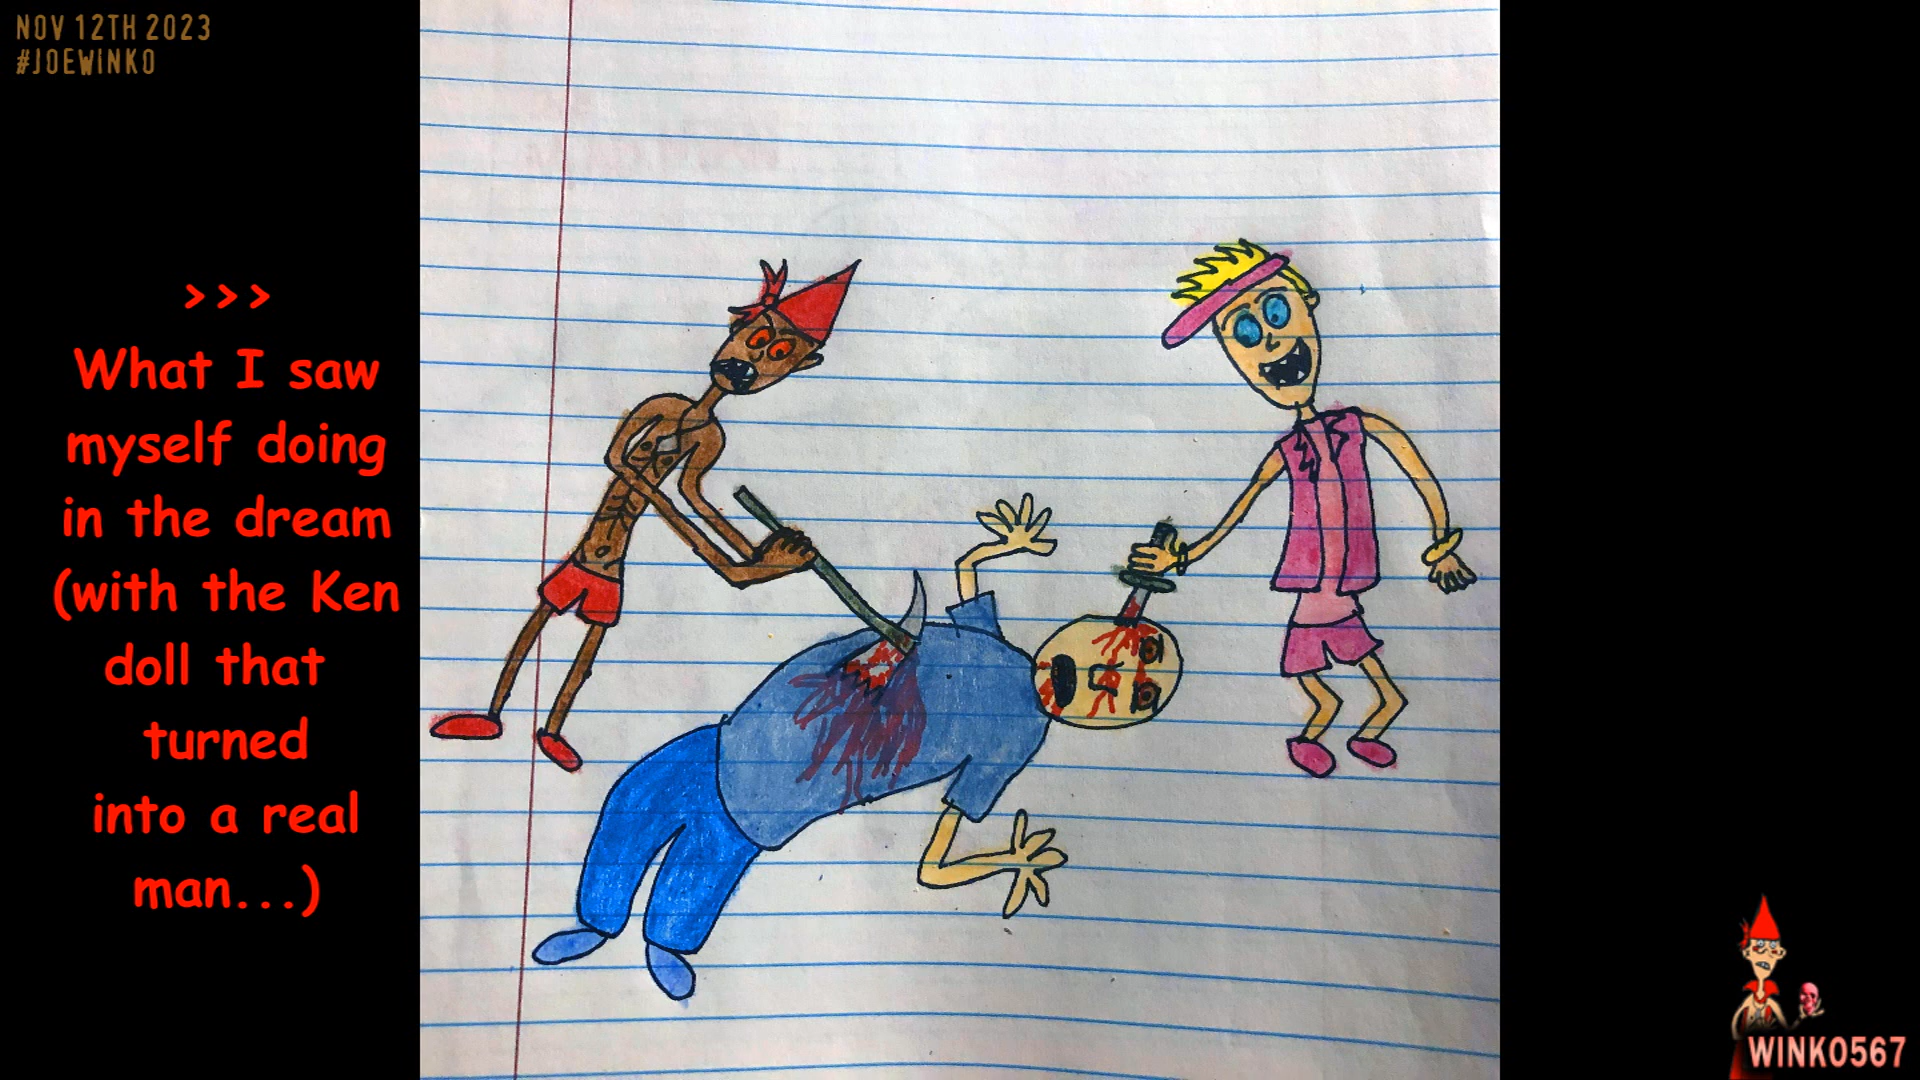 NOV 12TH 2023
#JOEWINKO
>>>
What I saw
myself doing
in the dream
(with the Ken
doll that
turned
into a real
man...)
WINKO567